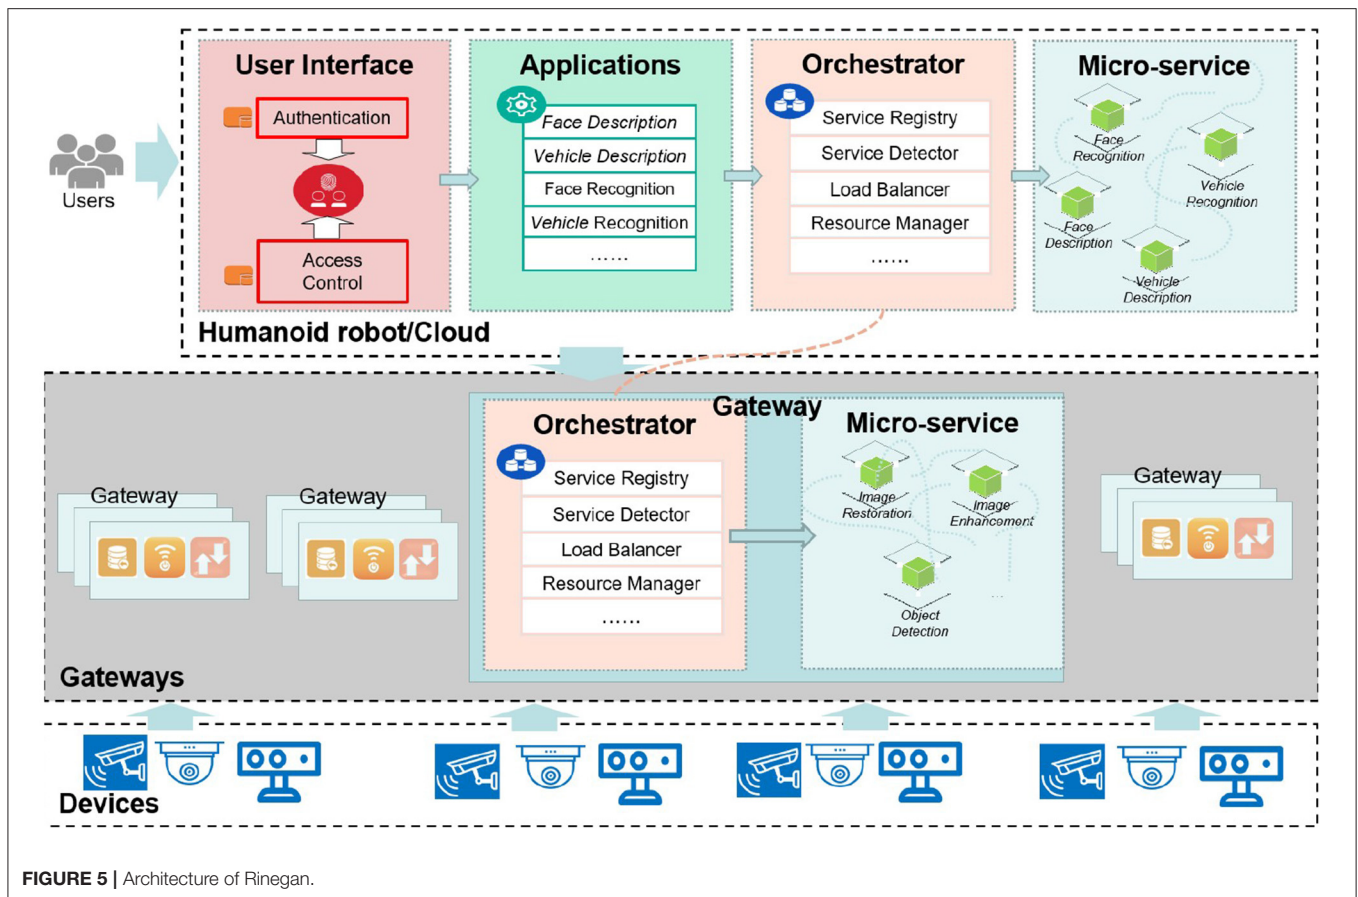 User Interface
Applications
Orchestrator
Micro-service
Authentication
Access
Control
Users
Face Description
Vehicle Description
Face Recognition
Vehicle Recognition
......
Service Registry
Service Detector
Load Balancer
Resource Manager
......
Face
Recognition
Vehicle
Recognition
Face
Description
Vehicle
Description
Humanoid robot/Cloud
Gateway
Orchestrator
Micro-service
Service Registry
Service Detector
Load Balancer
Resource Manager
......
Image
Restoration
Image
Enhancement
Object
Detection
...
Gateway
Gateway
Gateway
Gateways
Devices
FIGURE 5 | Architecture of Rinegan.